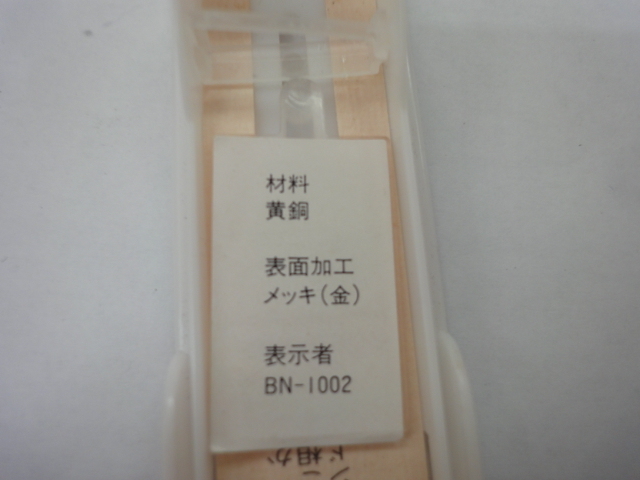 材料
黄銅
表面加工
メッキ(金)
表示者
BN-1002